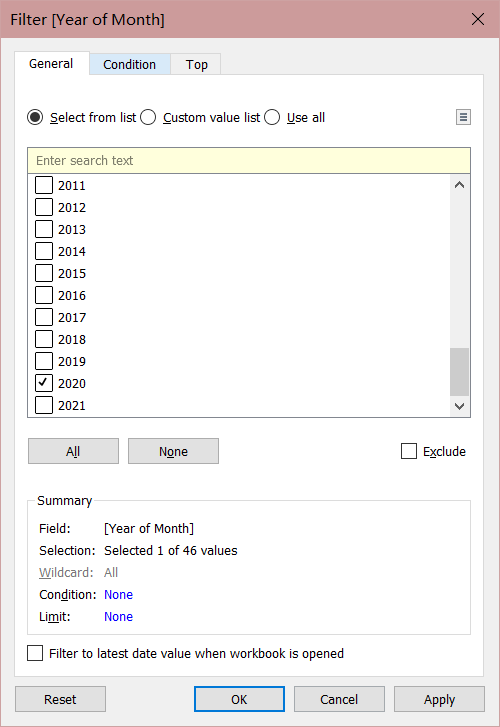 Filter [Year of Month]
General Condition Top
Select from list Custom value list Use all
Enter search text
2011
2012
2013
2014
2015
2016
2017
2018
2019
2020
2021
All None Exclude
Summary
Field: [Year of Month]
Selection: Selected 1 of 46 values
Wildcard: All
Condition: None
Limit: None
Filter to latest date value when workbook is opened
Reset OK Cancel Apply